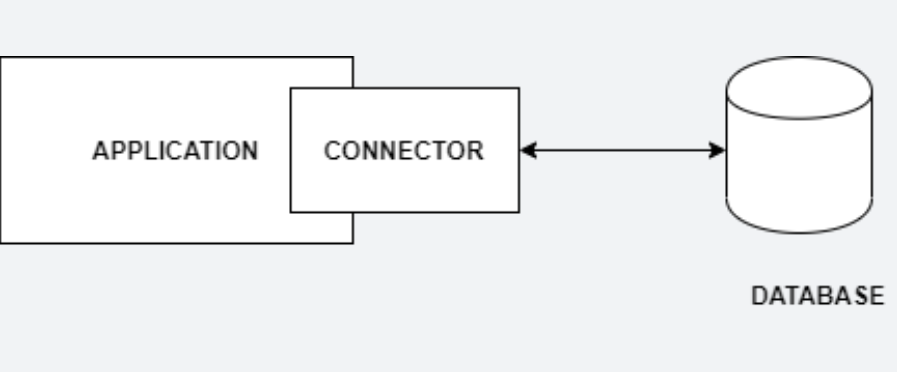 APPLICATION
CONNECTOR
DATABASE